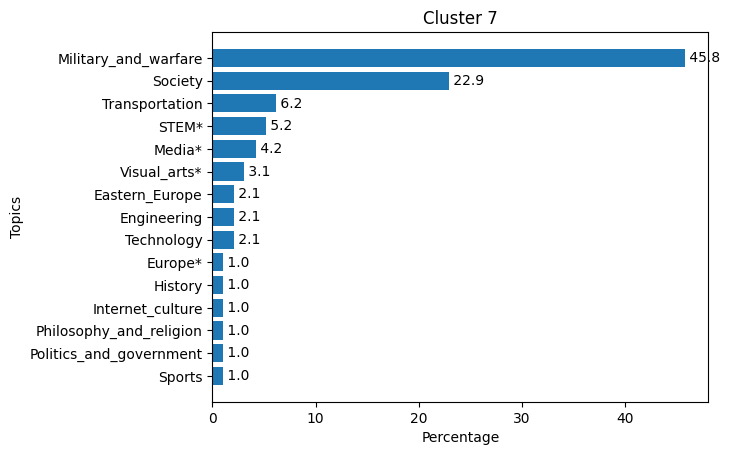 Cluster 7
Topics
Military_and_warfare 45.8
Society 22.9
Transportation 6.2
STEM* 5.2
Media* 4.2
Visual_arts* 3.1
Eastern_Europe 2.1
Engineering 2.1
Technology 2.1
Europe* 1.0
History 1.0
Internet_culture 1.0
Philosophy_and_religion 1.0
Politics_and_government 1.0
Sports 1.0
0 10 20 30 40
Percentage